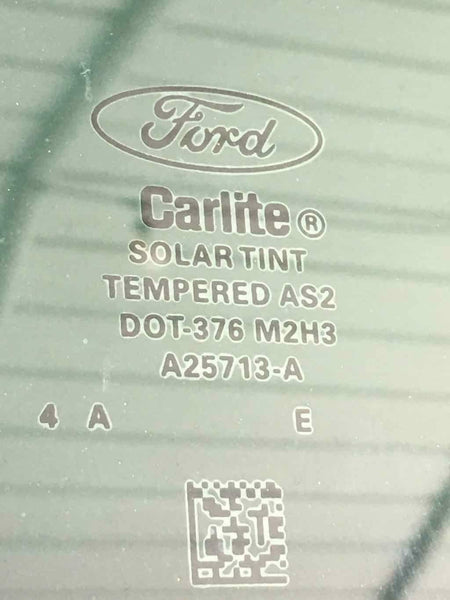 Ford
Carlite®
SOLAR TINT
TEMPERED AS2
DOT-376 M2H3
A25713-A
4 A E